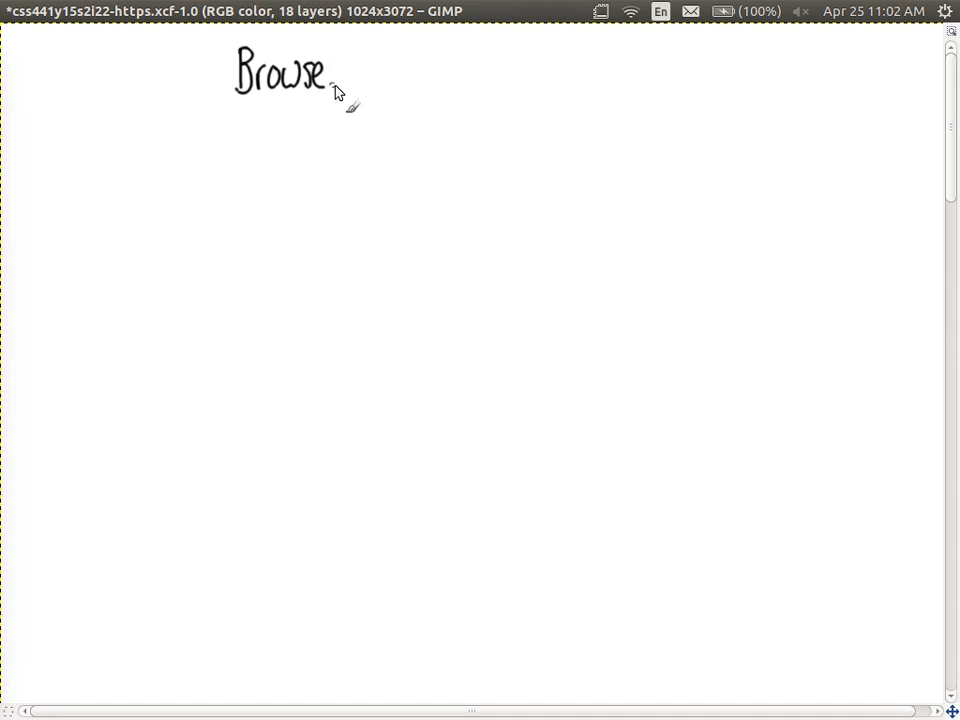 *css441y15s2i22-https.xcf-1.0 (RGB color, 18 layers) 1024x3072 – GIMP En (100%) Apr 25 11:02 AM
Browse